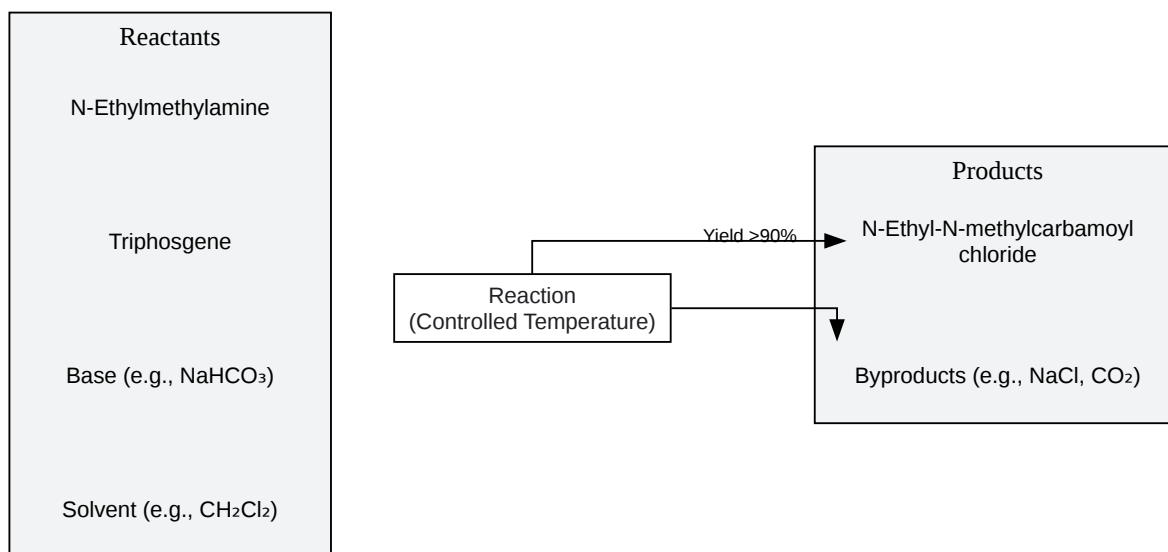 Reactants
N-Ethylmethylamine
Triphosgene
Base (e.g., NaHCO₃)
Solvent (e.g., CH₂Cl₂)
Reaction
(Controlled Temperature)
Yield >90%
Products
N-Ethyl-N-methylcarbamoyl
chloride
Byproducts (e.g., NaCl, CO₂)